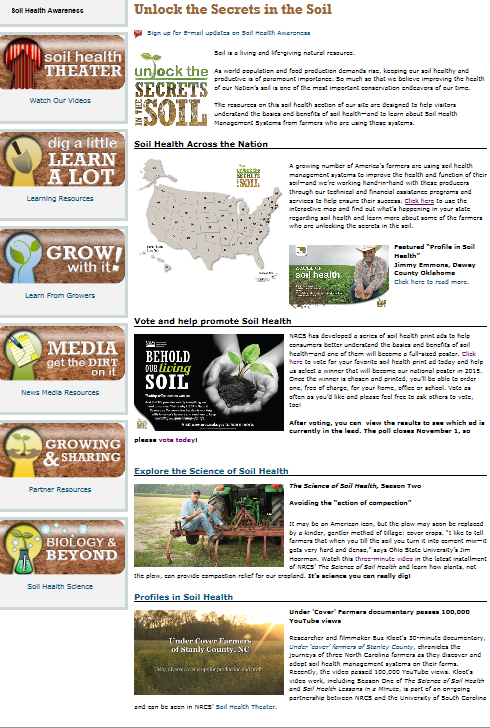 Soil Health Awareness
soil health
THEATER
Watch Our Videos
dig a little
LEARN
A LOT
Learning Resources
GROW!
with it
Learn From Growers
MEDIA
get the DIRT
on it
News Media Resources
GROWING
& SHARING
Partner Resources
BIOLOGY &
BEYOND
Soil Health Science
Unlock the Secrets in the Soil
Sign up for E-mail updates on Soil Health Awareness
unlock the
SECRETS
IN THE
SOIL
Soil is a living and life-giving natural resource.
As world population and food production demands rise, keeping our soil healthy and
productive is of paramount importance. So much so that we believe improving the health
of our Nation's soil is one of the most important conservation endeavors of our time.
The resources on this soil health section of our site are designed to help visitors
understand the basics and benefits of soil health—and to learn about Soil Health
Management Systems from farmers who are using those systems.
Soil Health Across the Nation
unlock the
SECRETS
IN THE
SOIL
A growing number of America's farmers are using soil health
management systems to improve the health and function of their
soil—and we're working hand-in-hand with these producers
through our technical and financial assistance programs and
services to help ensure their success. Click here to use the
interactive map and find out what's happening in your state
regarding soil health and learn more about some of the farmers
who are unlocking the secrets in the soil.
soil health
Featured "Profile in Soil
Health"
Jimmy Emmons, Dewey
County Oklahoma
Click here to read more.
Vote and help promote Soil Health
BEHOLD
OUR living
SOIL
NRCS has developed a series of soil health print ads to help
consumers better understand the basics and benefits of soil
health—and one of them will become a full-sized poster. Click
here to vote for your favorite soil health print ad today and help
us select a winner that will become our national poster in 2015.
Once the winner is chosen and printed, you'll be able to order
one, free of charge, for your home, office or school. Vote as
often as you'd like and please feel free to ask others to vote,
too!
After voting, you can view the results to see which ad is
currently in the lead. The poll closes November 1, so
please vote today!
Explore the Science of Soil Health
The Science of Soil Health, Season Two
Avoiding the "action of compaction"
It may be an American icon, but the plow may soon be replaced
by a kinder, gentler method of tillage: cover crops. "I like to tell
farmers that when you till the soil you turn it into cement mix—it
gets very hard and dense," says Ohio State University's Jim
Hoorman. Watch this three-minute video in the latest installment
of NRCS' The Science of Soil Health and learn how plants, not
the plow, can provide compaction relief for our cropland. It's science you can really dig!
Profiles in Soil Health
Under Cover Farmers
of Stanly County, NC
Using diverse cover crops for production and profit
Under 'Cover' Farmers documentary passes 100,000
YouTube views
Researcher and filmmaker Buz Kloot's 30-minute documentary,
Under 'cover' farmers of Stanley County, chronicles the
journeys of three North Carolina farmers as they discover and
adopt soil health management systems on their farms.
Recently, the video passed 100,000 YouTube views. Kloot's
video work, including Season One of The Science of Soil Health
and Soil Health Lessons in a Minute, is part of an on-going
partnership between NRCS and the University of South Carolina
and can be seen in NRCS' Soil Health Theater.